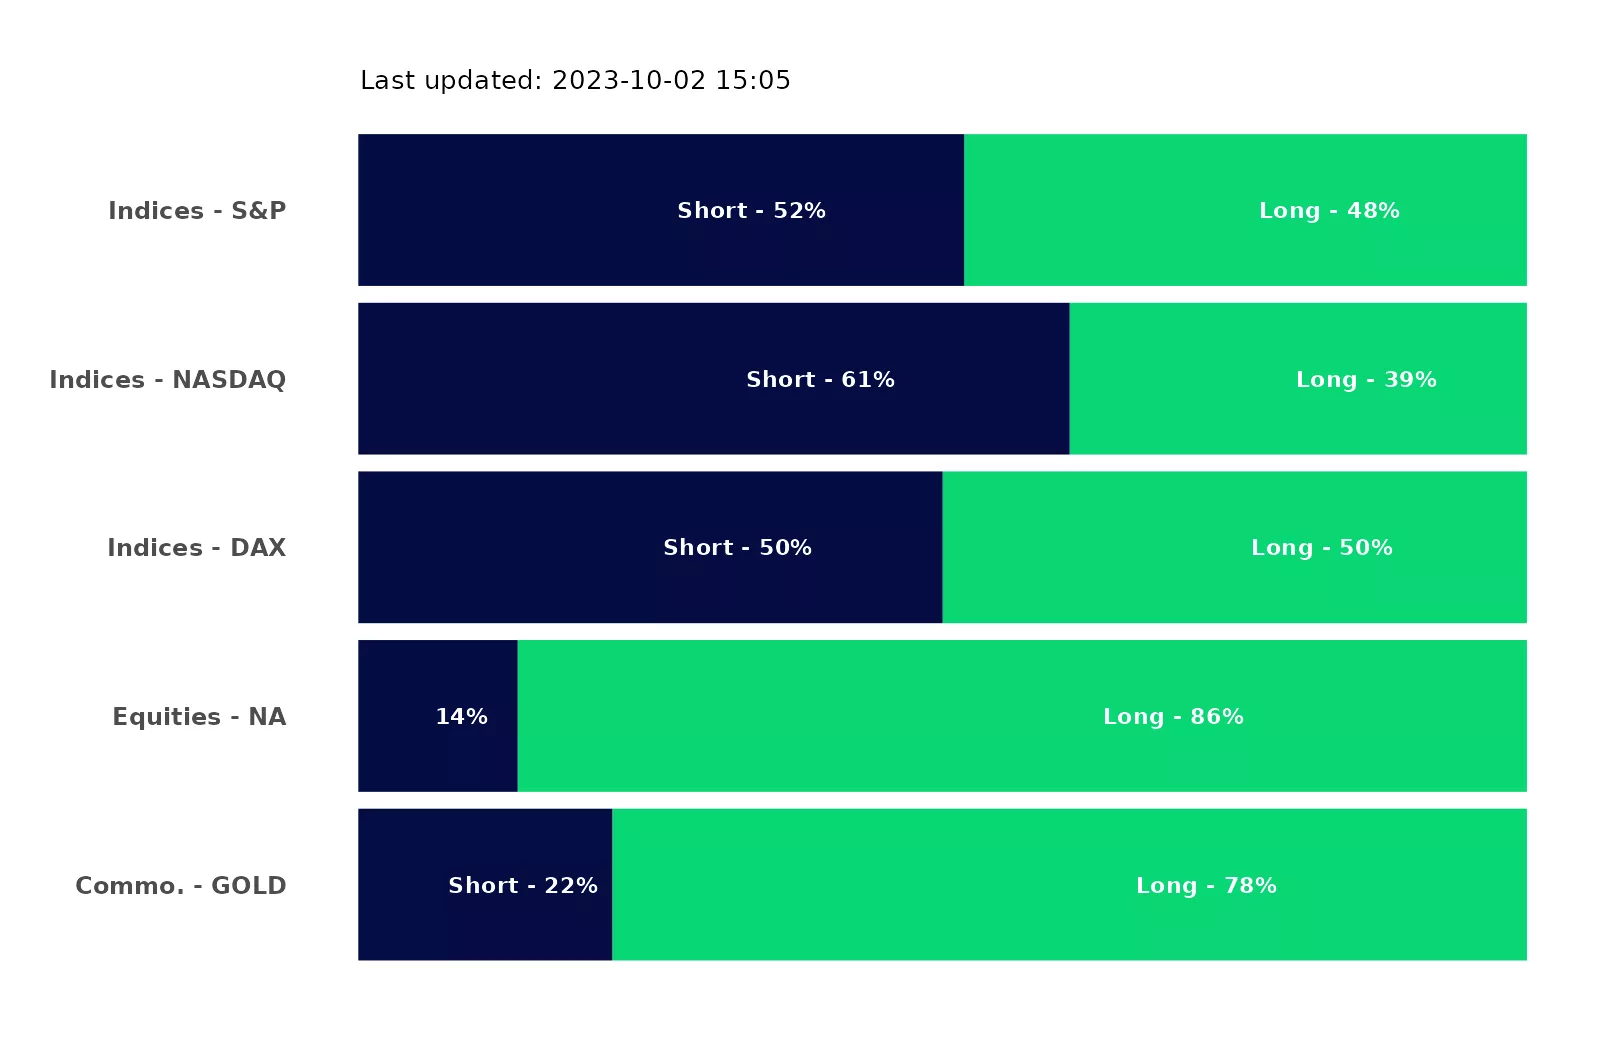 Last updated: 2023-10-02 15:05
Indices - S&P Short - 52% Long - 48%
Indices - NASDAQ Short - 61% Long - 39%
Indices - DAX Short - 50% Long - 50%
Equities - NA 14% Long - 86%
Commo. - GOLD Short - 22% Long - 78%